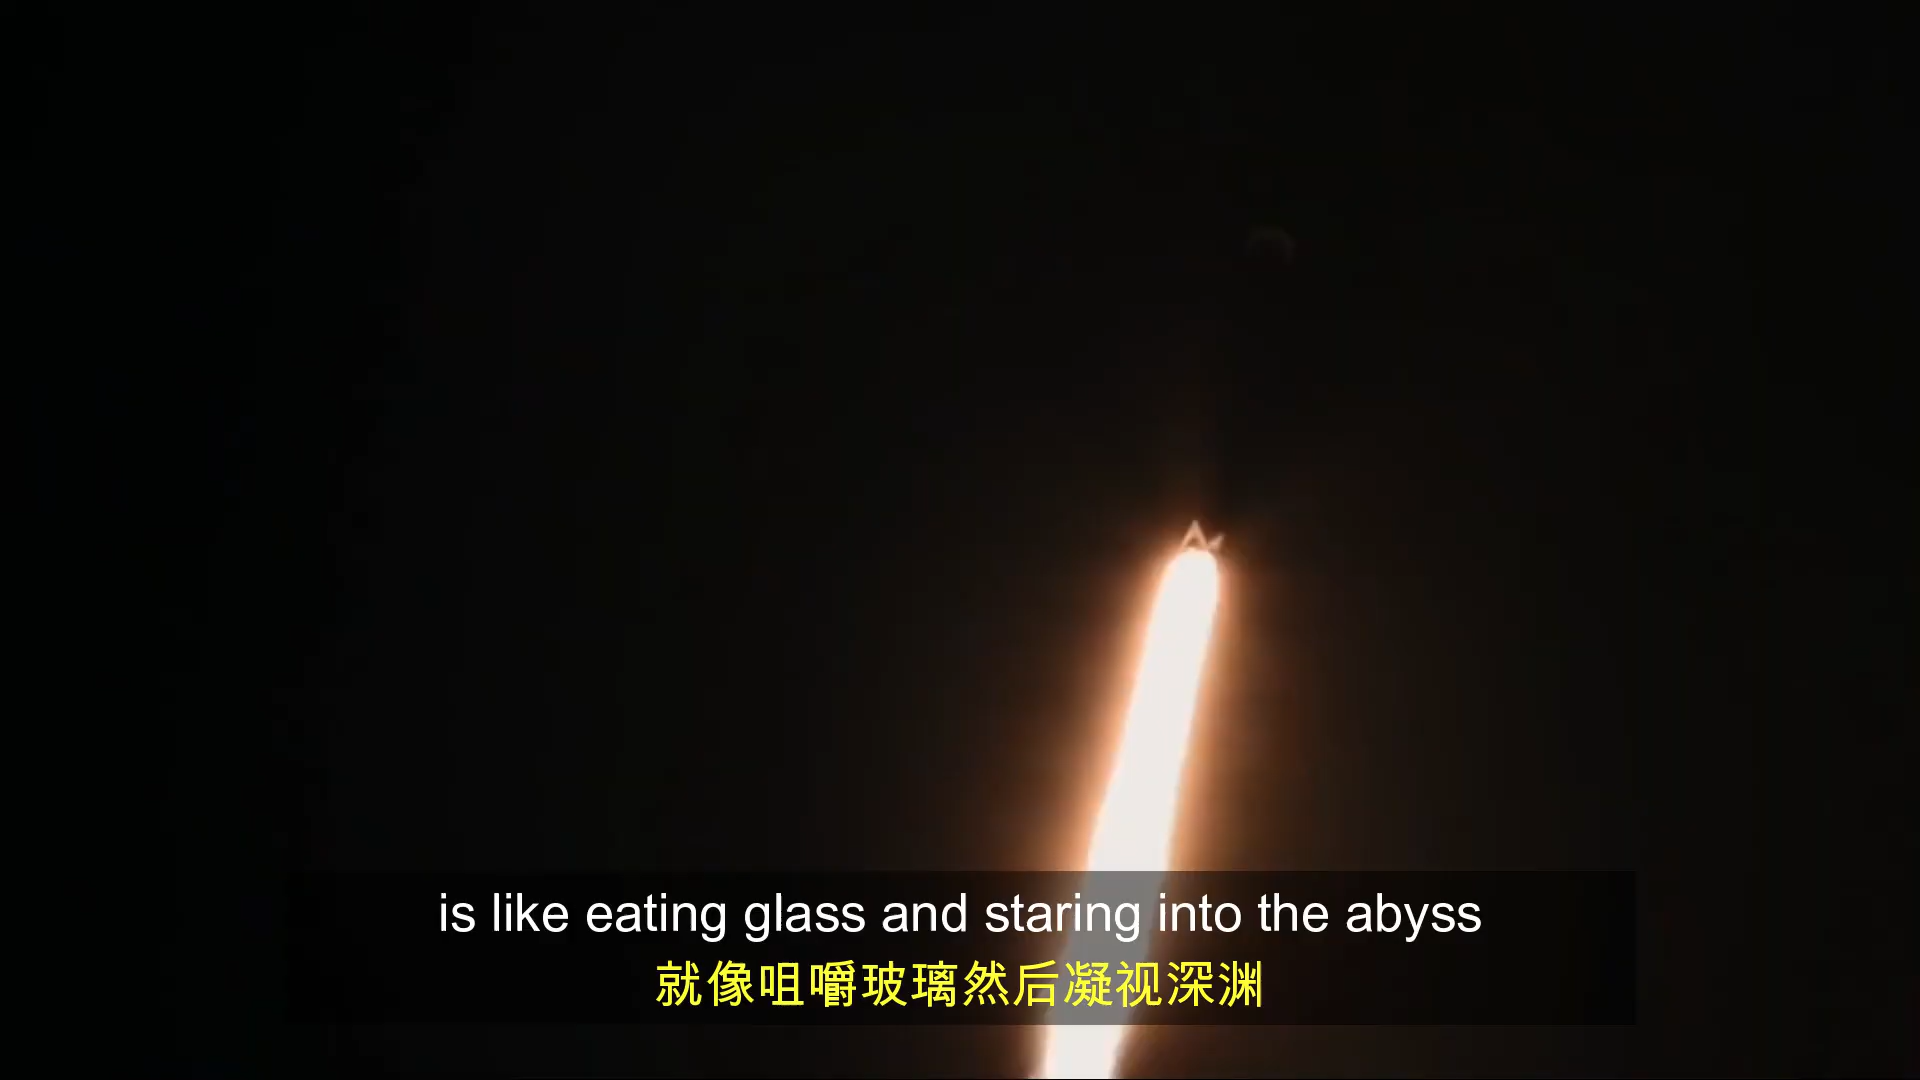 is like eating glass and staring into the abyss
就像咀嚼玻璃然后凝视深渊